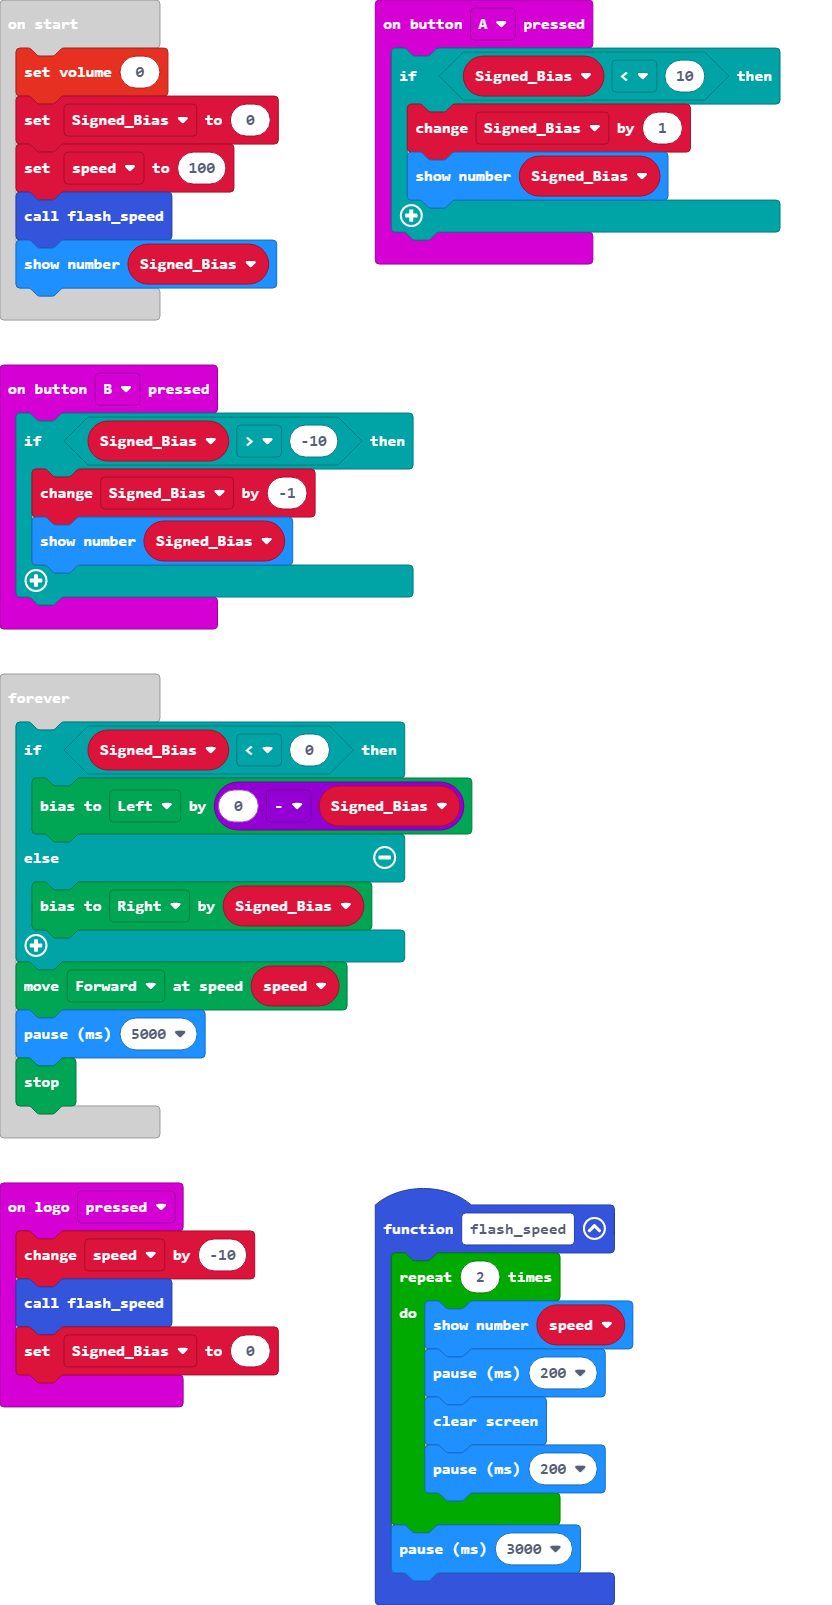 on start
set volume 0
set Signed_Bias to 0
set speed to 100
call flash_speed
show number Signed_Bias
on button A pressed
if Signed_Bias < 10 then
change Signed_Bias by 1
show number Signed_Bias
on button B pressed
if Signed_Bias > -10 then
change Signed_Bias by -1
show number Signed_Bias
forever
if Signed_Bias < 0 then
bias to Left by 0 - Signed_Bias
else
bias to Right by Signed_Bias
move Forward at speed speed
pause (ms) 5000
stop
on logo pressed
change speed by -10
call flash_speed
set Signed_Bias to 0
function flash_speed
repeat 2 times
do
show number speed
pause (ms) 200
clear screen
pause (ms) 200
pause (ms) 3000